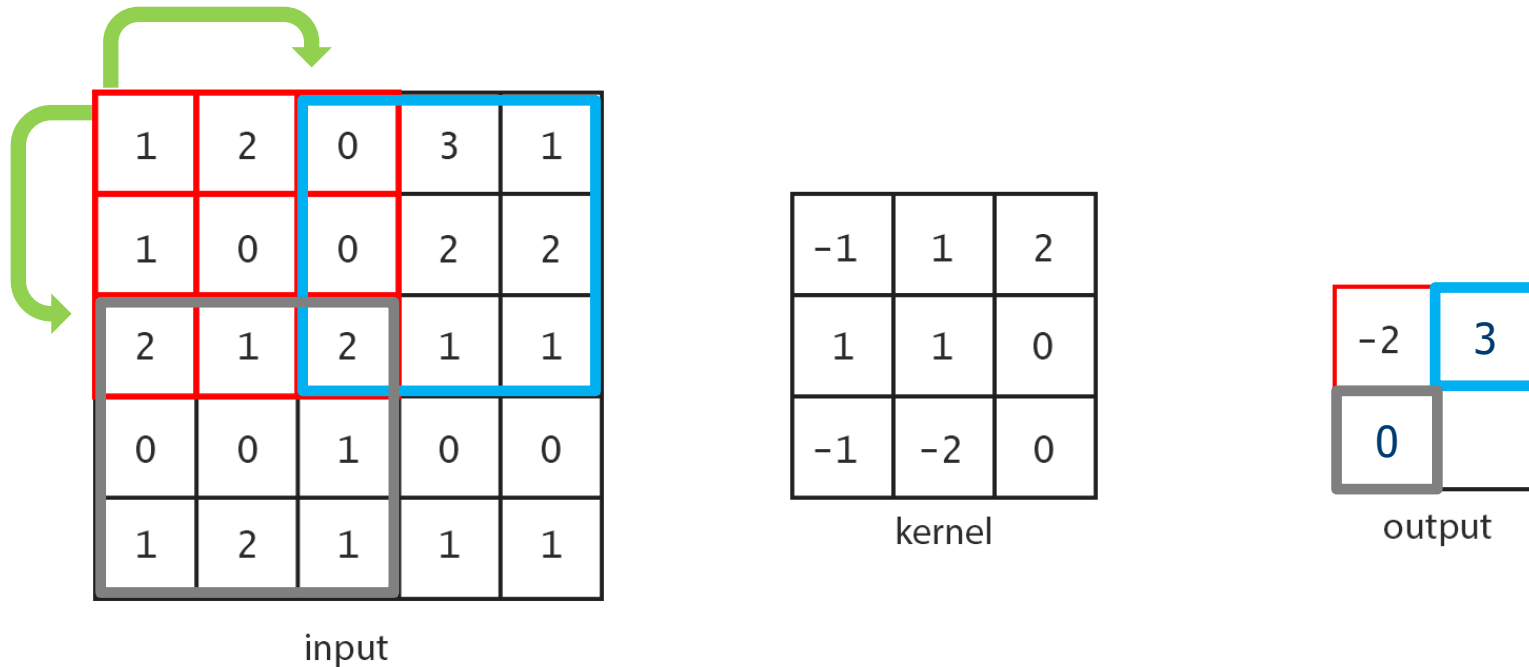 1 2 0 3 1
1 0 0 2 2
2 1 2 1 1
0 0 1 0 0
1 2 1 1 1
input
-1 1 2
1 1 0
-1 -2 0
kernel
-2 3
0
output